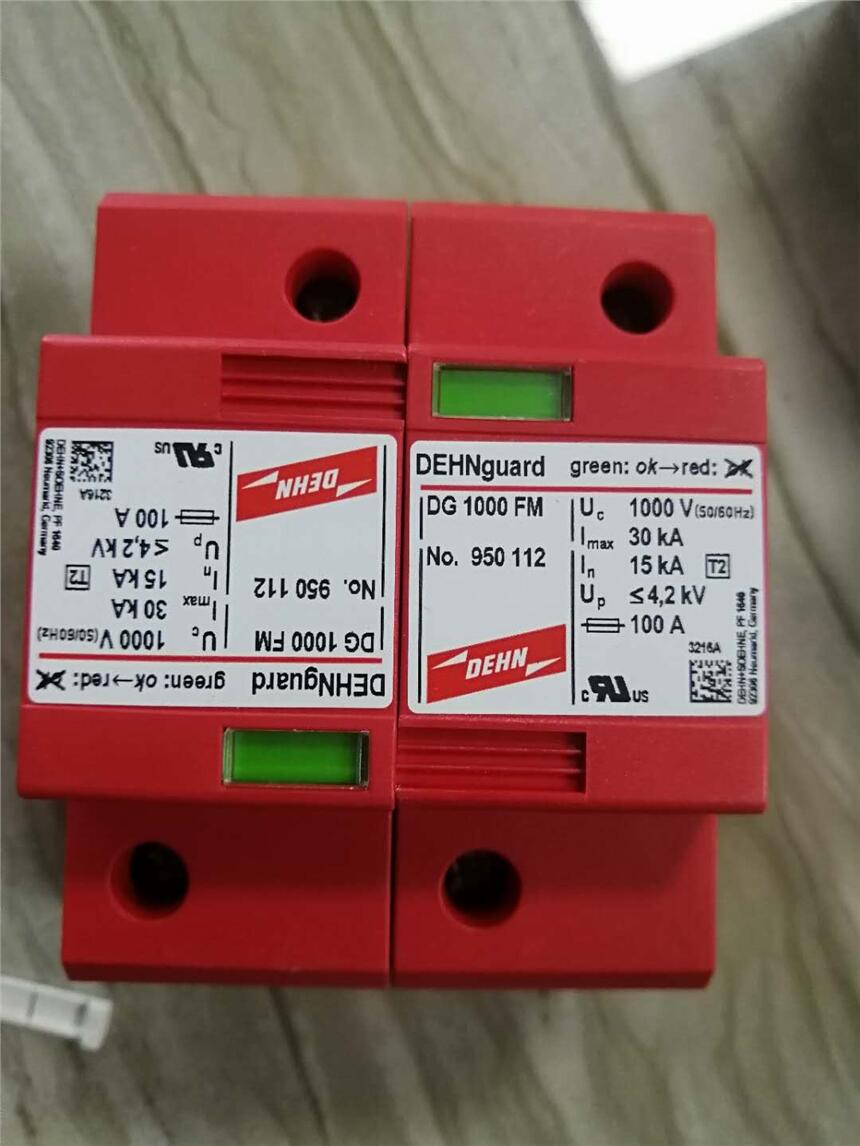 DEHNguard green: ok→red:
DG 1000 FM
No. 950 112
DEHN
Uc 1000 V (50/60Hz)
Imax 30 kA
In 15 kA T2
Up ≤4,2 kV
100 A
3216A
c US
DEHN+SOEHNE, PF 1640
92306 Neumarkt, Germany
DEHNguard green: ok→red:
DG 1000 FM
No. 950 112
DEHN
Uc 1000 V (50/60Hz)
Imax 30 kA
In 15 kA T2
Up ≤4,2 kV
100 A
3216A
c US
DEHN+SOEHNE, PF 1640
92306 Neumarkt, Germany